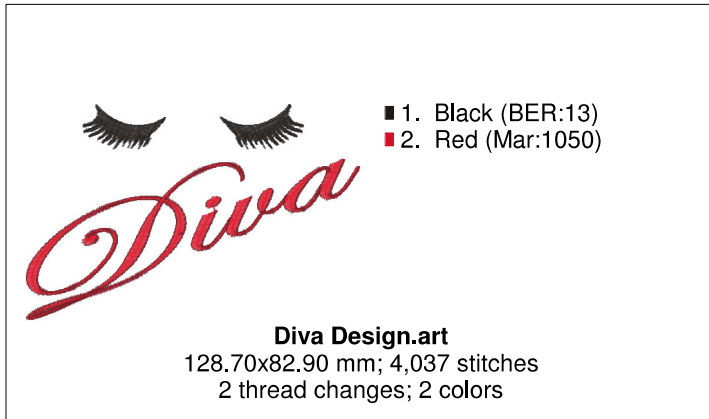 1. Black (BER:13)
2. Red (Mar:1050)
Diva
Diva Design.art
128.70x82.90 mm; 4,037 stitches
2 thread changes; 2 colors